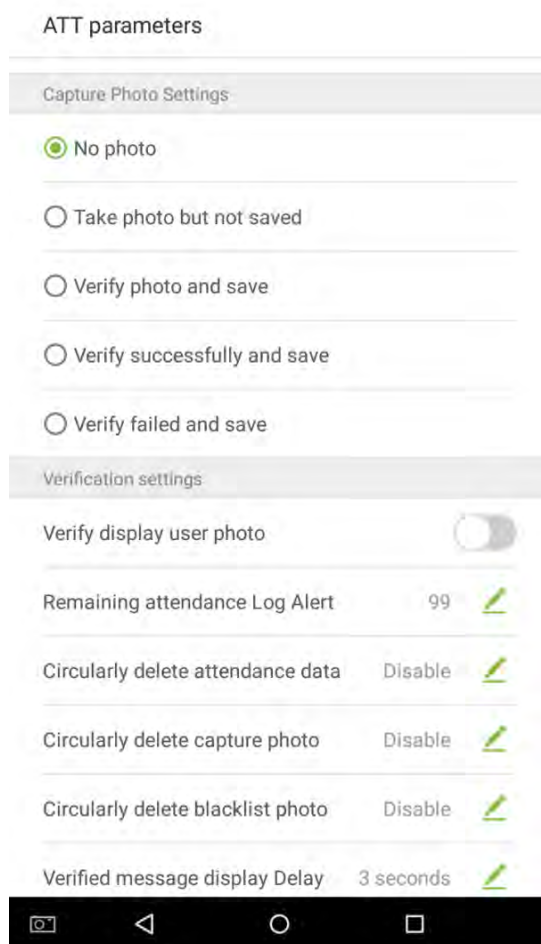 ATT parameters
Capture Photo Settings
No photo
Take photo but not saved
Verify photo and save
Verify successfully and save
Verify failed and save
Verification settings
Verify display user photo
Remaining attendance Log Alert 99
Circularly delete attendance data Disable
Circularly delete capture photo Disable
Circularly delete blacklist photo Disable
Verified message display Delay 3 seconds